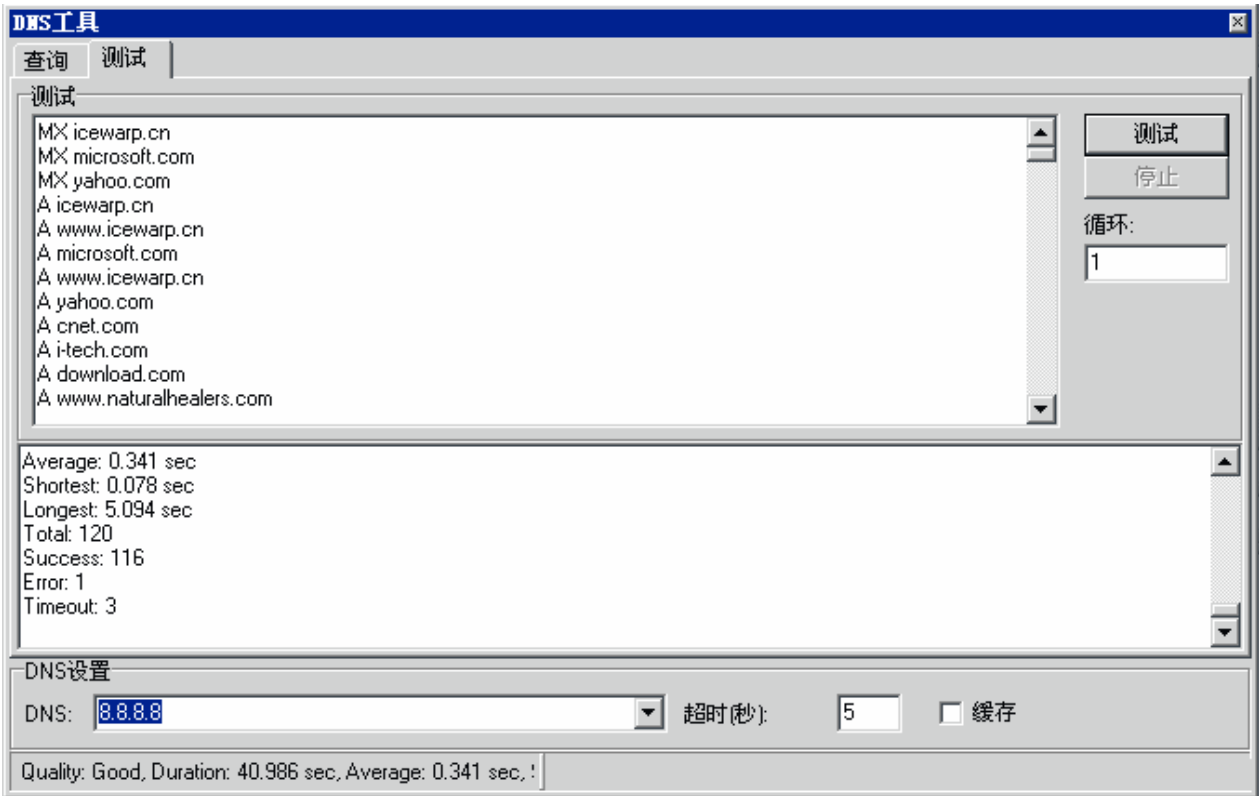 DNS工具
查询 测试
测试
MX icewarp.cn
MX microsoft.com
MX yahoo.com
A icewarp.cn
A www.icewarp.cn
A microsoft.com
A www.icewarp.cn
A yahoo.com
A cnet.com
A i-tech.com
A download.com
A www.naturalhealers.com
测试
停止
循环:
1
Average: 0.341 sec
Shortest: 0.078 sec
Longest: 5.094 sec
Total: 120
Success: 116
Error: 1
Timeout: 3
DNS设置
DNS: 8.8.8.8 超时(秒): 5 缓存
Quality: Good, Duration: 40.986 sec, Average: 0.341 sec,